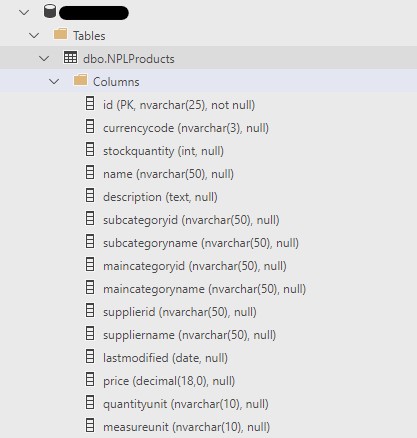 Tables
dbo.NPLProducts
Columns
id (PK, nvarchar(25), not null)
currencycode (nvarchar(3), null)
stockquantity (int, null)
name (nvarchar(50), null)
description (text, null)
subcategoryid (nvarchar(50), null)
subcategoryname (nvarchar(50), null)
maincategoryid (nvarchar(50), null)
maincategoryname (nvarchar(50), null)
supplierid (nvarchar(50), null)
suppliername (nvarchar(50), null)
lastmodified (date, null)
price (decimal(18,0), null)
quantityunit (nvarchar(10), null)
measureunit (nvarchar(10), null)